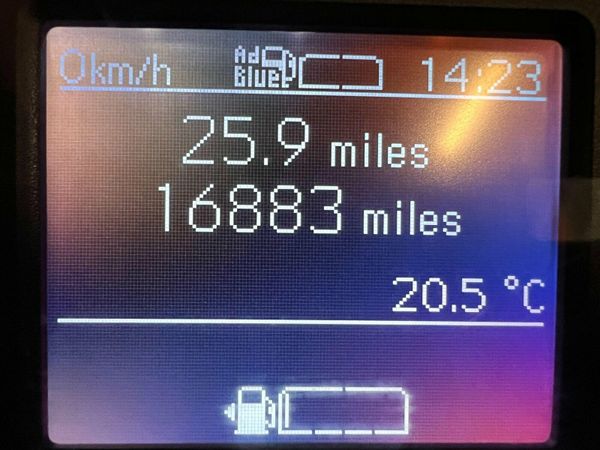 0km/h Ad Blue 14:23
25.9 miles
16883 miles
20.5 °C